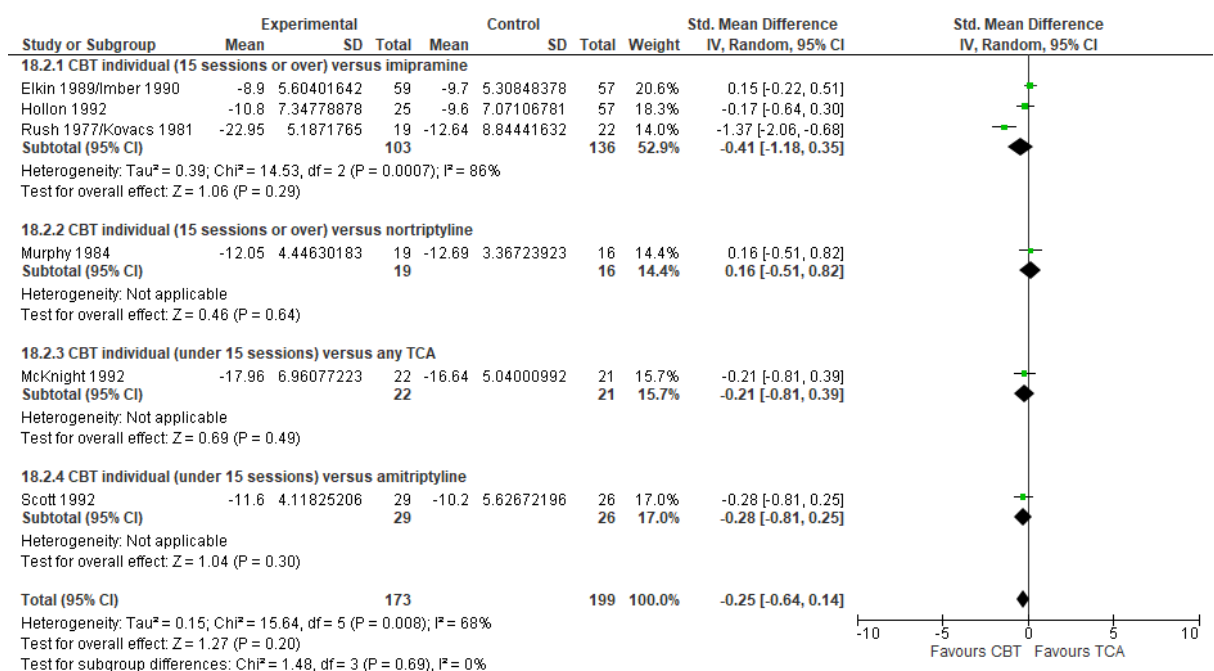 Experimental Control Std. Mean Difference Std. Mean Difference
Study or Subgroup Mean SD Total Mean SD Total Weight IV, Random, 95% CI IV, Random, 95% CI
18.2.1 CBT individual (15 sessions or over) versus imipramine
Elkin 1989/Imber 1990 -8.9 5.60401642 59 -9.7 5.30848378 57 20.6% 0.15 [-0.22, 0.51]
Hollon 1992 -10.8 7.34778878 25 -9.6 7.07106781 57 18.3% -0.17 [-0.64, 0.30]
Rush 1977/Kovacs 1981 -22.95 5.1871765 19 -12.64 8.84441632 22 14.0% -1.37 [-2.06, -0.68]
Subtotal (95% CI) 103 136 52.9% -0.41 [-1.18, 0.35]
Heterogeneity: Tau² = 0.39; Chi² = 14.53, df = 2 (P = 0.0007); I² = 86%
Test for overall effect: Z = 1.06 (P = 0.29)
18.2.2 CBT individual (15 sessions or over) versus nortriptyline
Murphy 1984 -12.05 4.44630183 19 -12.69 3.36723923 16 14.4% 0.16 [-0.51, 0.82]
Subtotal (95% CI) 19 16 14.4% 0.16 [-0.51, 0.82]
Heterogeneity: Not applicable
Test for overall effect: Z = 0.46 (P = 0.64)
18.2.3 CBT individual (under 15 sessions) versus any TCA
McKnight 1992 -17.96 6.96077223 22 -16.64 5.04000992 21 15.7% -0.21 [-0.81, 0.39]
Subtotal (95% CI) 22 21 15.7% -0.21 [-0.81, 0.39]
Heterogeneity: Not applicable
Test for overall effect: Z = 0.69 (P = 0.49)
18.2.4 CBT individual (under 15 sessions) versus amitriptyline
Scott 1992 -11.6 4.11825206 29 -10.2 5.62672196 26 17.0% -0.28 [-0.81, 0.25]
Subtotal (95% CI) 29 26 17.0% -0.28 [-0.81, 0.25]
Heterogeneity: Not applicable
Test for overall effect: Z = 1.04 (P = 0.30)
Total (95% CI) 173 199 100.0% -0.25 [-0.64, 0.14]
Heterogeneity: Tau² = 0.15; Chi² = 15.64, df = 5 (P = 0.008); I² = 68%
Test for overall effect: Z = 1.27 (P = 0.20)
Test for subgroup differences: Chi² = 1.48, df = 3 (P = 0.69), I² = 0%
-10 -5 0 5 10
Favours CBT Favours TCA